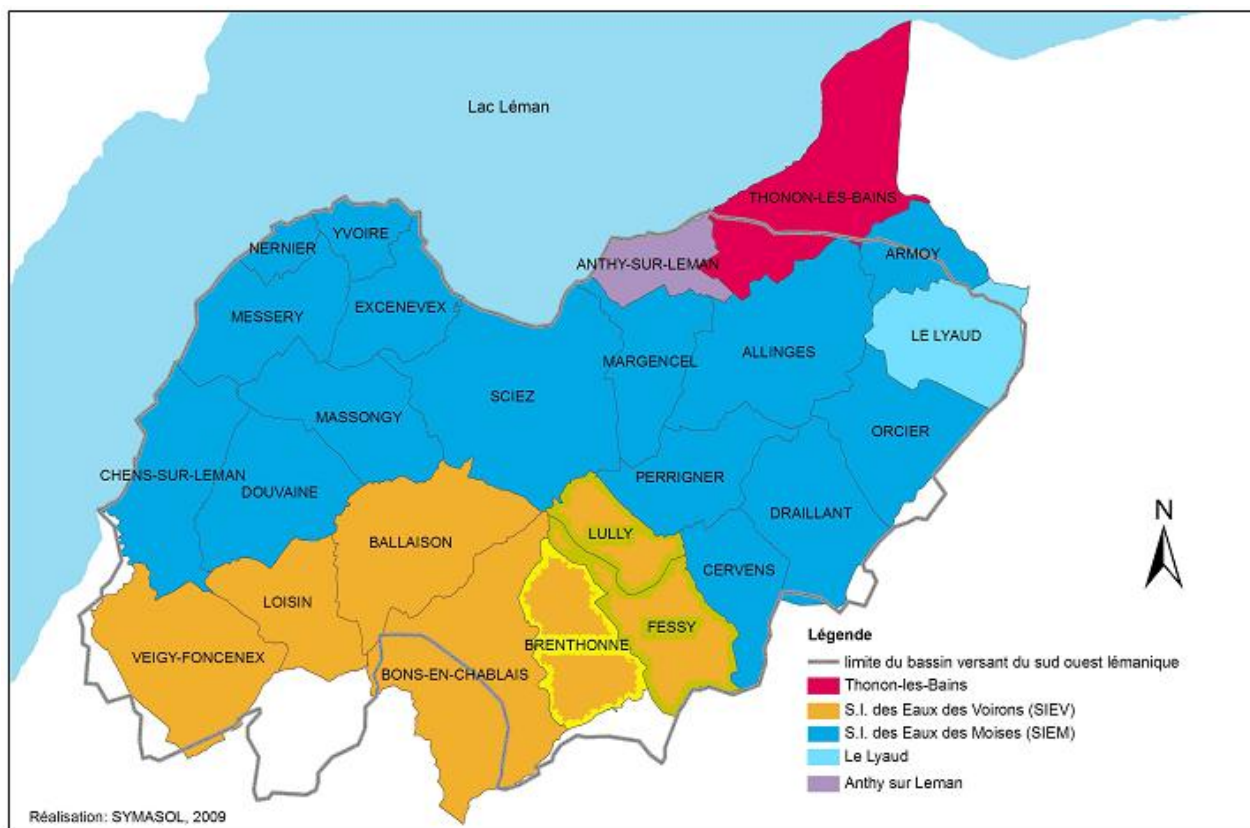 Lac Léman
THONON-LES-BAINS
YVOIRE
NERNIER
ARMOY
ANTHY-SUR-LEMAN
EXCENEVEX
MESSERY
LE LYAUD
ALLINGES
MARGENCEL
SCIEZ
MASSONGY
ORCIER
CHENS-SUR-LEMAN
PERRIGNER
DOUVAINE
DRAILLANT
N
LULLY
BALLAISON
CERVENS
LOISIN
FESSY
BRENTHONNE
VEIGY-FONCENEX
BONS-EN-CHABLAIS
Légende
limite du bassin versant du sud ouest lémanique
Thonon-les-Bains
S.I. des Eaux des Voirons (SIEV)
S.I. des Eaux des Moises (SIEM)
Le Lyaud
Anthy sur Leman
Réalisation: SYMASOL, 2009